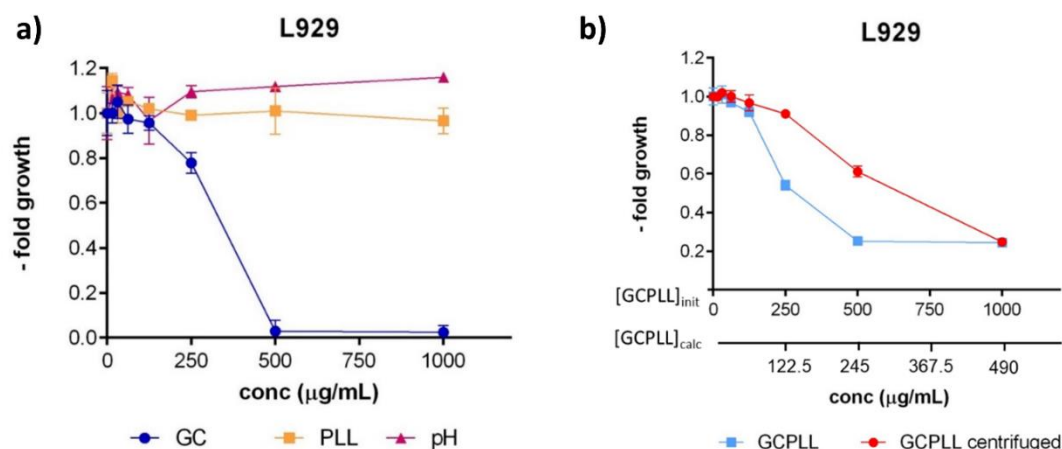 a)
L929
1.2
1.0
0.8
0.6
0.4
0.2
0.0
- fold growth
0 250 500 750 1000
conc (µg/mL)
GC PLL pH
b)
L929
1.2
1.0
0.8
0.6
0.4
0.2
- fold growth
[GCPLL]init 0 250 500 750 1000
[GCPLL]calc
122.5 245 367.5 490
conc (µg/mL)
GCPLL GCPLL centrifuged